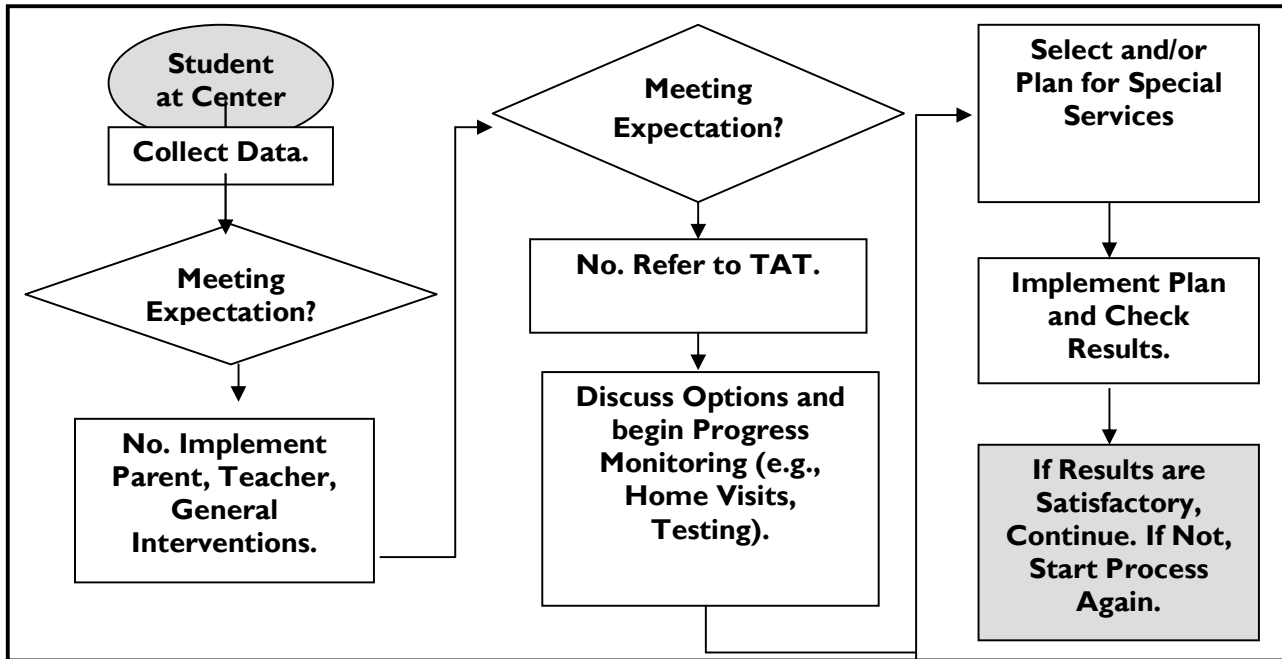 Student
at Center
Collect Data.
Meeting
Expectation?
No. Implement
Parent, Teacher,
General
Interventions.
Meeting
Expectation?
No. Refer to TAT.
Discuss Options and
begin Progress
Monitoring (e.g.,
Home Visits,
Testing).
Select and/or
Plan for Special
Services
Implement Plan
and Check
Results.
If Results are
Satisfactory,
Continue. If Not,
Start Process
Again.